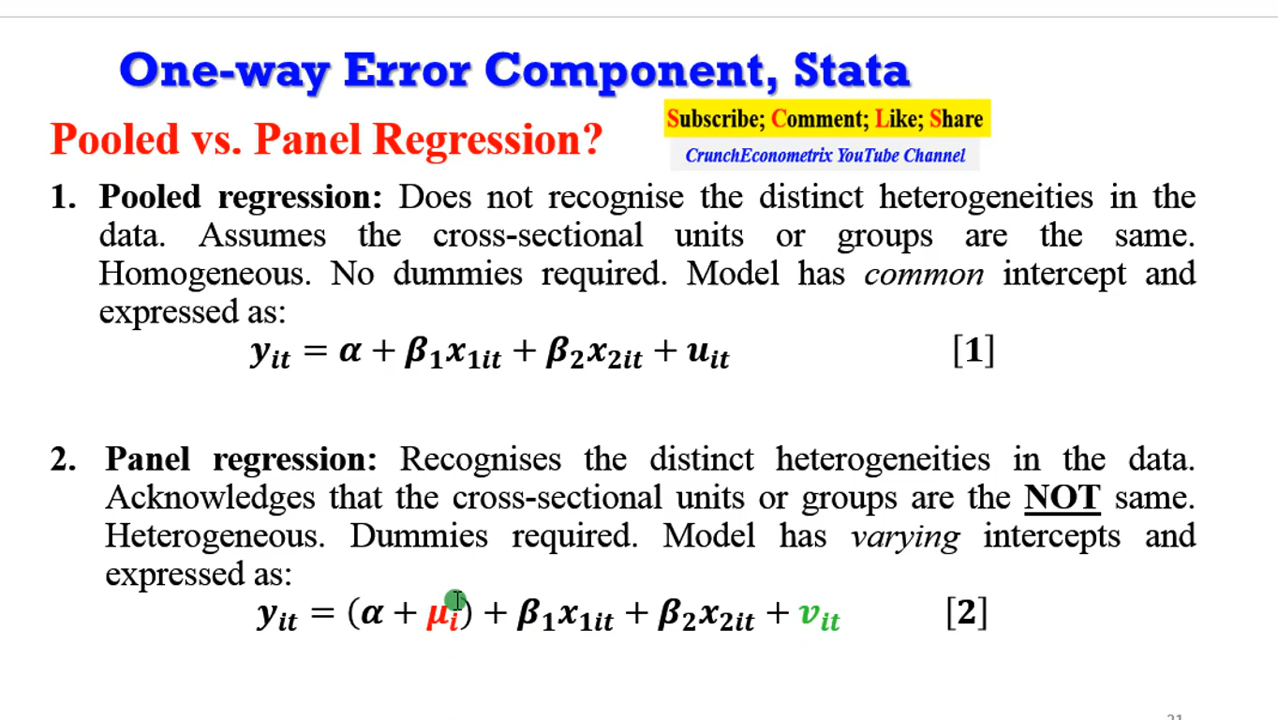 One-way Error Component, Stata
Pooled vs. Panel Regression?
Subscribe; Comment; Like; Share
CrunchEconometrix YouTube Channel
1. Pooled regression: Does not recognise the distinct heterogeneities in the
data. Assumes the cross-sectional units or groups are the same.
Homogeneous. No dummies required. Model has common intercept and
expressed as:
yᵢₜ = α + β₁x₁ᵢₜ + β₂x₂ᵢₜ + uᵢₜ [1]
2. Panel regression: Recognises the distinct heterogeneities in the data.
Acknowledges that the cross-sectional units or groups are the NOT same.
Heterogeneous. Dummies required. Model has varying intercepts and
expressed as:
yᵢₜ = (α + μᵢ) + β₁x₁ᵢₜ + β₂x₂ᵢₜ + vᵢₜ [2]